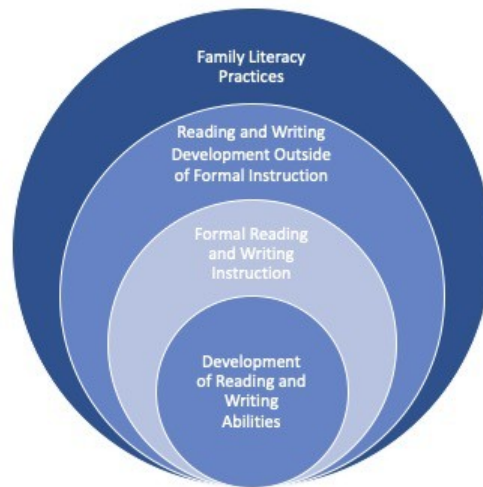 Family Literacy
Practices
Reading and Writing
Development Outside
of Formal Instruction
Formal Reading
and Writing
Instruction
Development
of Reading and
Writing
Abilities